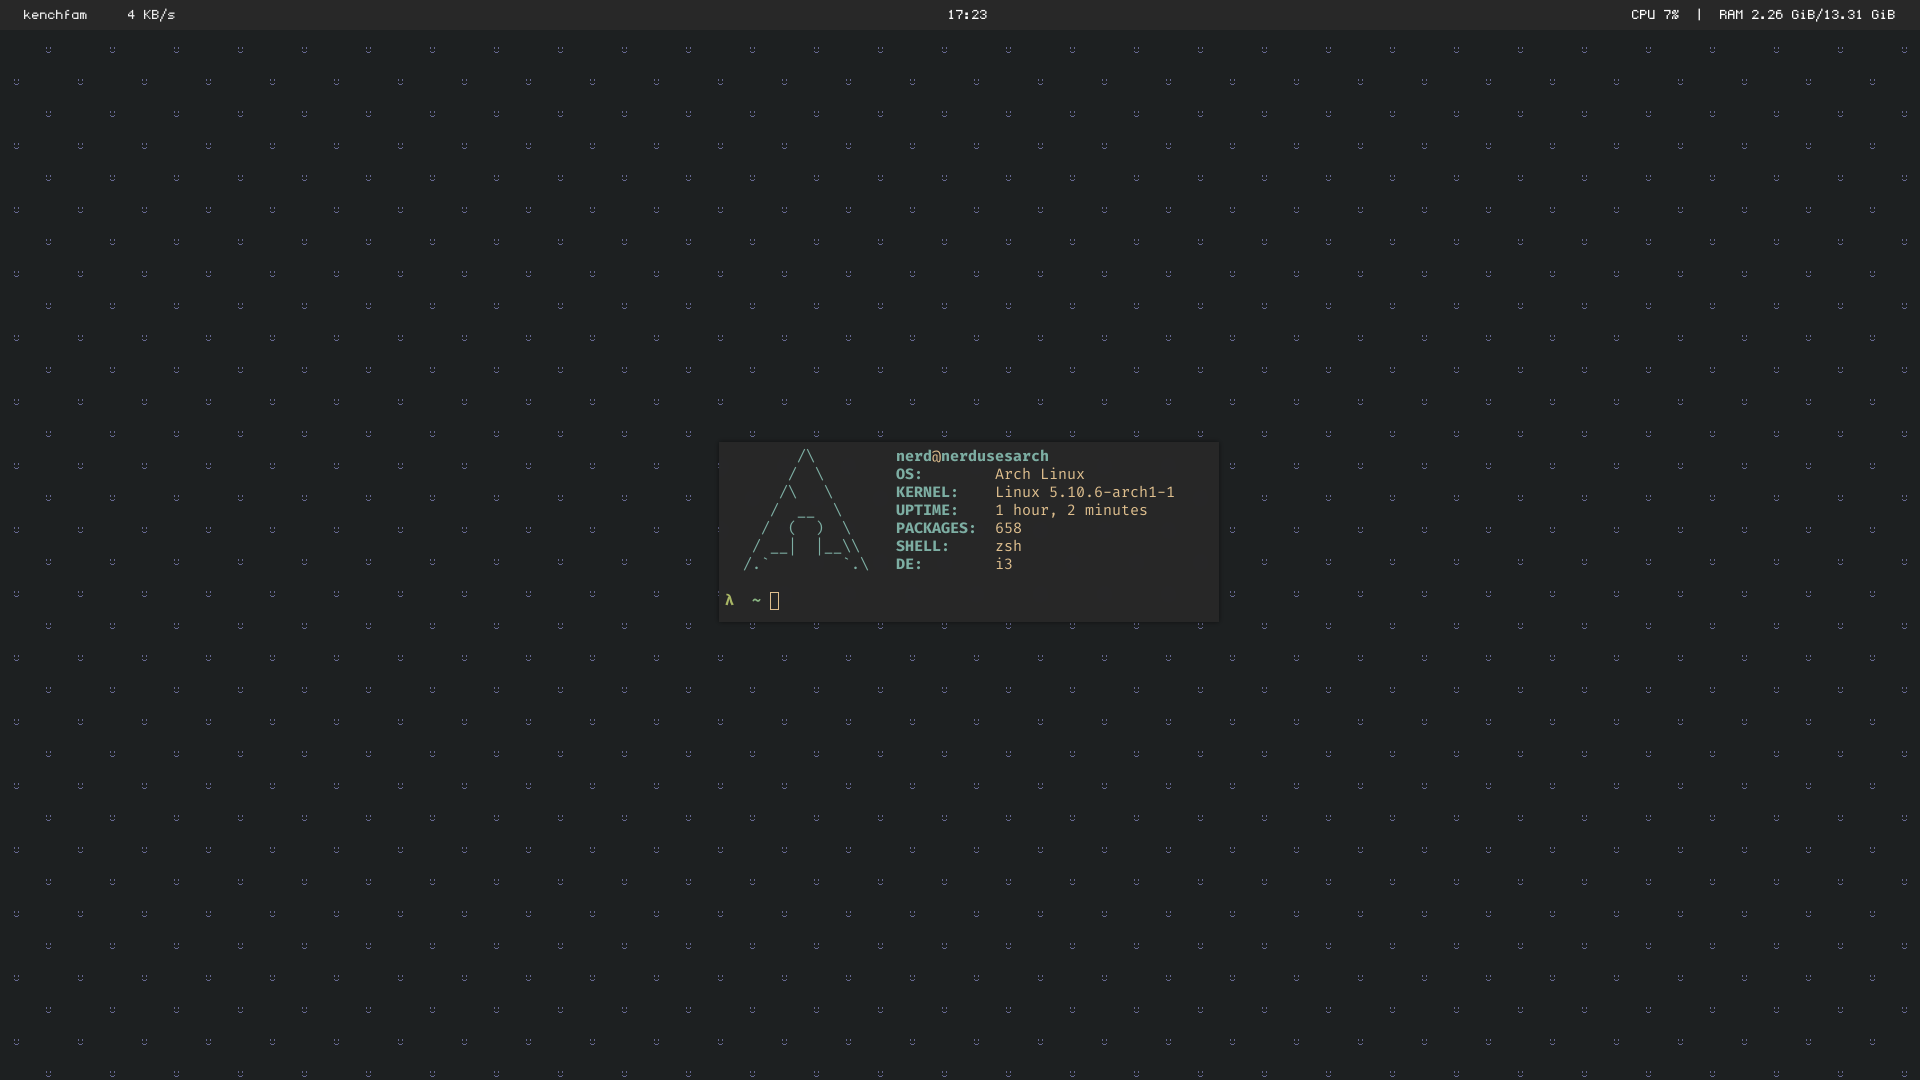 kenchfam 4 KB/s 17:23 CPU 7% | RAM 2.26 GiB/13.31 GiB
nerd@nerdusesarch
OS: Arch Linux
KERNEL: Linux 5.10.6-arch1-1
UPTIME: 1 hour, 2 minutes
PACKAGES: 658
SHELL: zsh
DE: i3
λ ~